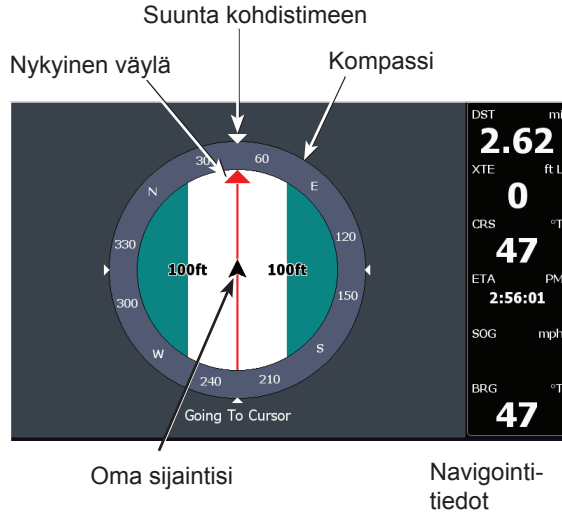 Suunta kohdistimeen
Nykyinen väylä
Kompassi
DST mi
2.62
XTE ft L
0
CRS °T
47
ETA PM
2:56:01
SOG mph
BRG °T
47
30
60
N
E
330
120
100ft
100ft
300
150
W
S
240
210
Going To Cursor
Oma sijaintisi
Navigointi-
tiedot